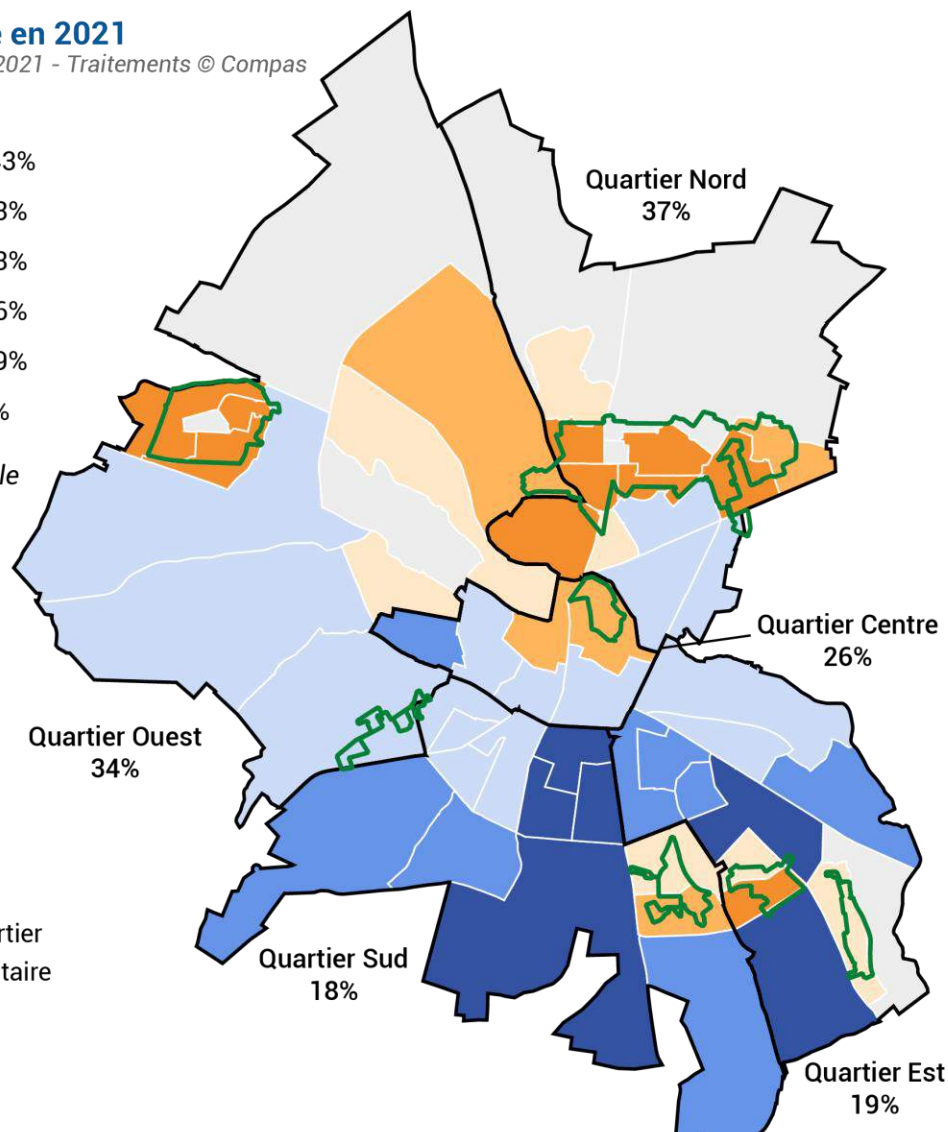 e en 2021
2021 - Traitements © Compas
3%
3%
3%
5%
9%
%
le
Quartier Nord
37%
Quartier Centre
26%
Quartier Ouest
34%
rtier
taire
Quartier Sud
18%
Quartier Est
19%